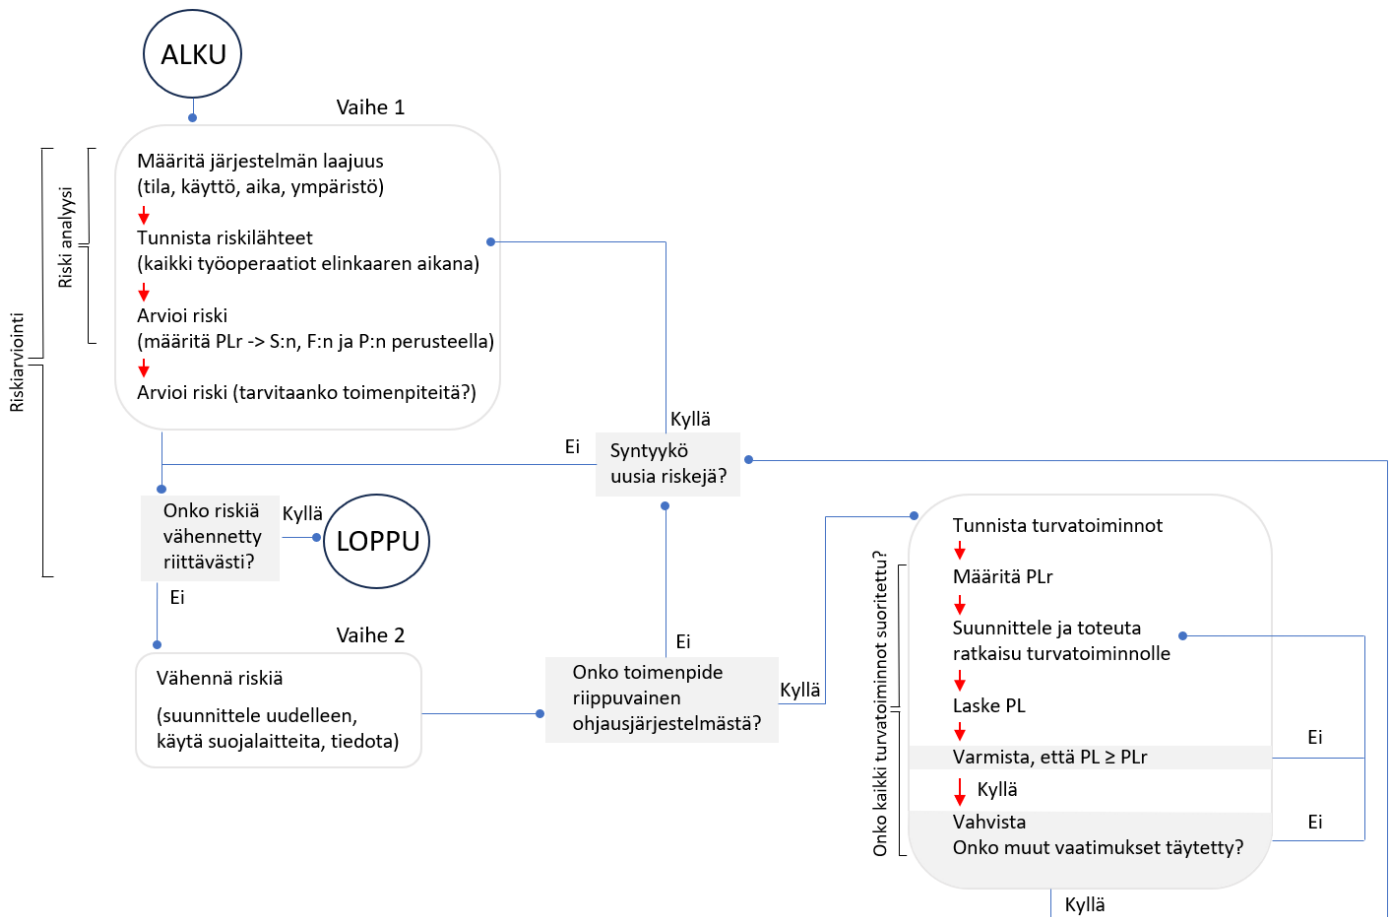 ALKU
Vaihe 1
Määritä järjestelmän laajuus
(tila, käyttö, aika, ympäristö)
Tunnista riskilähteet
(kaikki työoperaatiot elinkaaren aikana)
Arvioi riski
(määritä PLr -> S:n, F:n ja P:n perusteella)
Arvioi riski (tarvitaanko toimenpiteitä?)
Riski analyysi
Riskiarviointi
Kyllä
Ei
Syntyykö
uusia riskejä?
Onko riskiä
vähennetty
riittävästi?
Kyllä
LOPPU
Ei
Vaihe 2
Vähennä riskiä
(suunnittele uudelleen,
käytä suojalaitteita, tiedota)
Ei
Onko toimenpide
riippuvainen
ohjausjärjestelmästä?
Kyllä
Onko kaikki turvatoiminnot suoritettu?
Tunnista turvatoiminnot
Määritä PLr
Suunnittele ja toteuta
ratkaisu turvatoiminnolle
Laske PL
Varmista, että PL ≥ PLr
Ei
Kyllä
Vahvista
Onko muut vaatimukset täytetty?
Ei
Kyllä